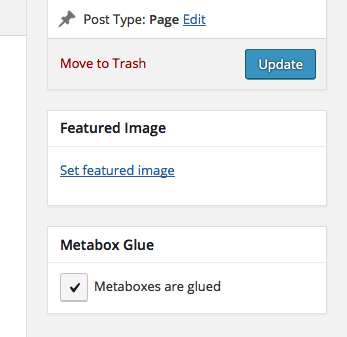 Post Type: Page Edit
Move to Trash Update
Featured Image
Set featured image
Metabox Glue
Metaboxes are glued